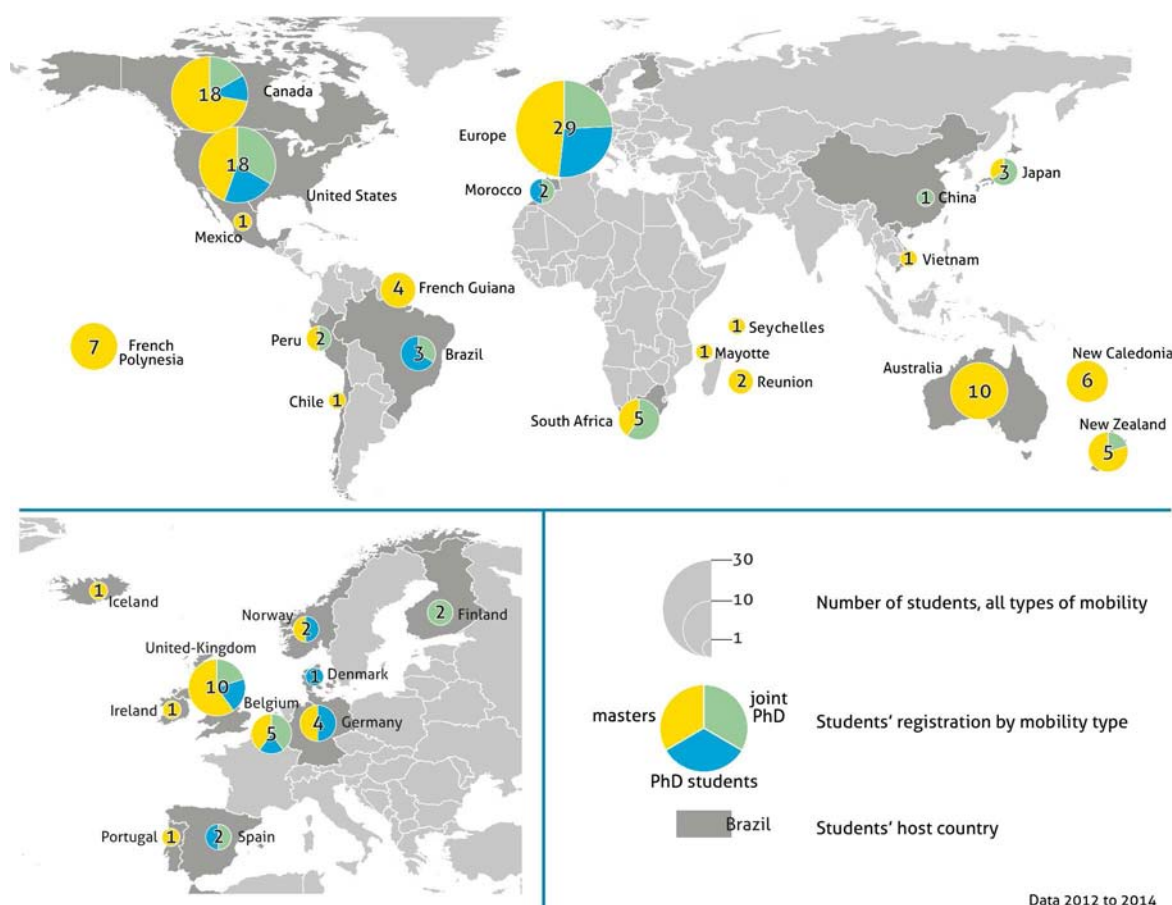 18
Canada
18
United States
1
Mexico
Europe
29
Morocco
2
3
Japan
1
China
1
Vietnam
4
French Guiana
Peru
2
3
Brazil
7
French
Polynesia
Chile
1
1
Seychelles
1
Mayotte
2
Reunion
South Africa
5
Australia
10
New Caledonia
6
New Zealand
5
1
Iceland
Norway
2
2
Finland
United-Kingdom
10
1
Denmark
Ireland
1
Belgium
5
4
Germany
Portugal
1
2
Spain
30
10
1
Number of students, all types of mobility
masters
joint
PhD
PhD students
Students' registration by mobility type
Brazil
Students' host country
Data 2012 to 2014